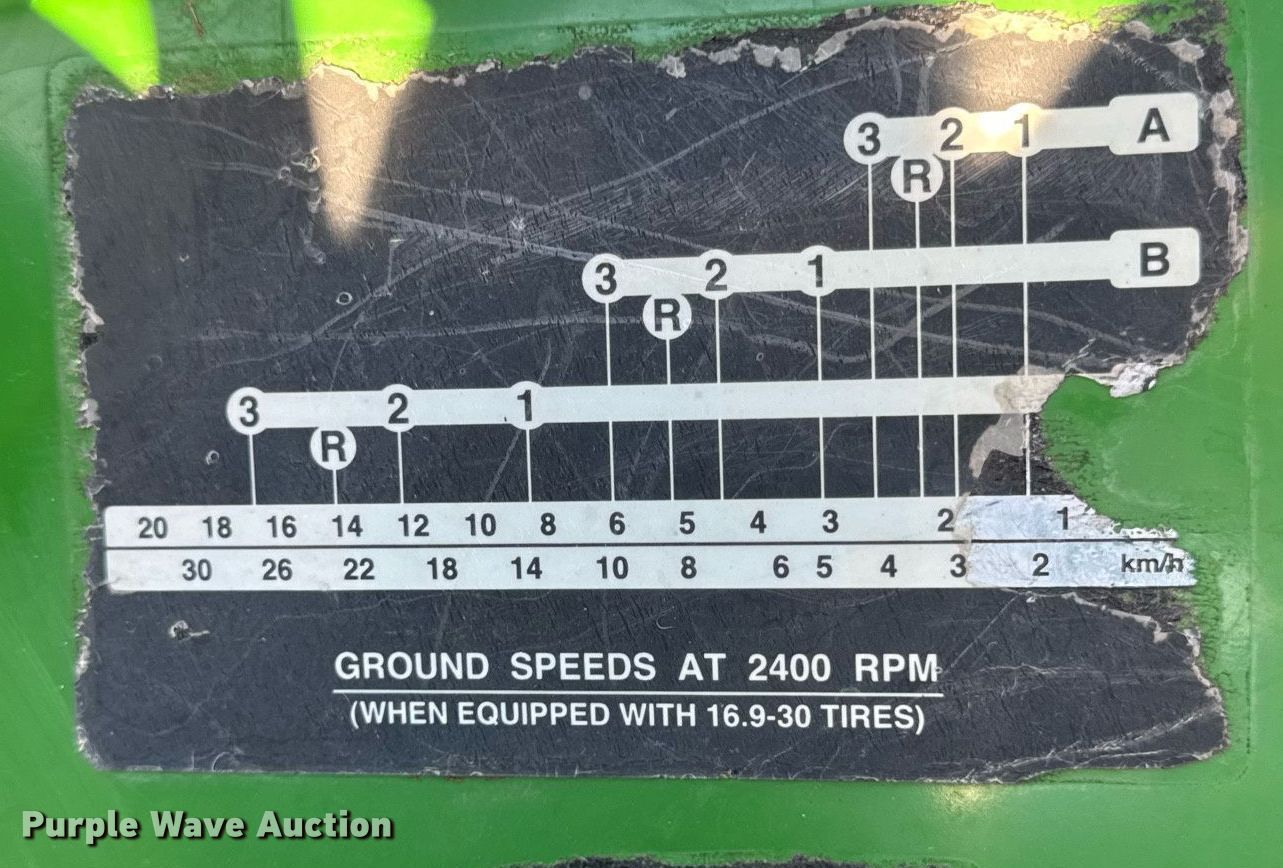 3 2 1 A
R
3 2 1 B
R
3 2 1
R
20 18 16 14 12 10 8 6 5 4 3 2 1
30 26 22 18 14 10 8 6 5 4 3 2 km/h
GROUND SPEEDS AT 2400 RPM
(WHEN EQUIPPED WITH 16.9-30 TIRES)
Purple Wave Auction